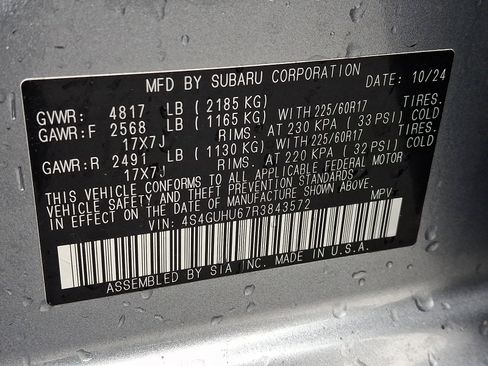 MFD BY SUBARU CORPORATION DATE: 10/24
GVWR: 4817 LB (2185 KG)
GAWR:F 2568 LB (1165 KG) WITH 225/60R17 TIRES.
17X7J RIMS. AT 230 KPA (33 PSI) COLD
GAWR:R 2491 LB (1130 KG) WITH 225/60R17 TIRES.
17X7J RIMS. AT 220 KPA (32 PSI) COLD
THIS VEHICLE CONFORMS TO ALL APPLICABLE FEDERAL MOTOR
VEHICLE SAFETY AND THEFT PREVENTION STANDARDS
IN EFFECT ON THE DATE OF MANUFACTURE SHOWN ABOVE.
VIN: 4S4GUHU67R3843572 MPV
ASSEMBLED BY SIA INC. MADE IN U.S.A.